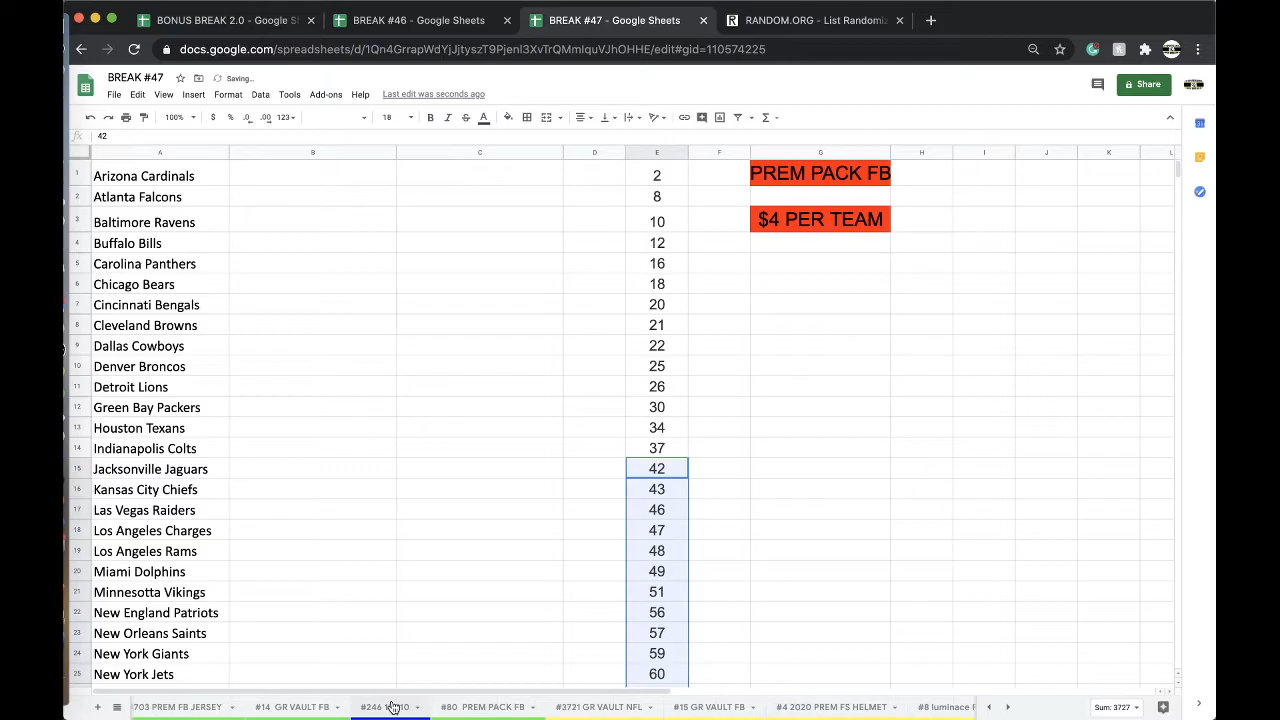 BONUS BREAK 2.0 - Google S
BREAK #46 - Google Sheets
BREAK #47 - Google Sheets
RANDOM.ORG - List Randomiz
docs.google.com/spreadsheets/d/1Qn4GrrapWdYjJjtyszT9Pjenl3XvTrQMmlquVJhOHHE/edit#gid=110574225
BREAK #47
Saving...
File Edit View Insert Format Data Tools Add-ons Help Last edit was seconds ago
Share
100% $ % .0 .00 123 18 B I S A
fx 42
A B C D E F G H I J K L
1 Arizona Cardinals 2 PREM PACK FB
2 Atlanta Falcons 8
3 Baltimore Ravens 10 $4 PER TEAM
4 Buffalo Bills 12
5 Carolina Panthers 16
6 Chicago Bears 18
7 Cincinnati Bengals 20
8 Cleveland Browns 21
9 Dallas Cowboys 22
10 Denver Broncos 25
11 Detroit Lions 26
12 Green Bay Packers 30
13 Houston Texans 34
14 Indianapolis Colts 37
15 Jacksonville Jaguars 42
16 Kansas City Chiefs 43
17 Las Vegas Raiders 46
18 Los Angeles Charges 47
19 Los Angeles Rams 48
20 Miami Dolphins 49
21 Minnesotta Vikings 51
22 New England Patriots 56
23 New Orleans Saints 57
24 New York Giants 59
25 New York Jets 60
703 PREM FB JERSEY #14 GR VAULT FB #246 #80 PREM PACK FB #3721 GR VAULT NFL #15 GR VAULT FB #4 2020 PREM FS HELMET #8 luminace F Sum: 3727